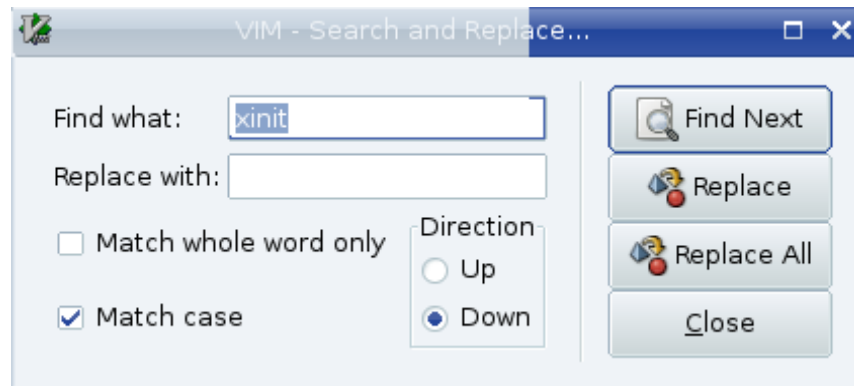 VIM - Search and Replace...
Find what: xinit
Find Next
Replace with:
Replace
Match whole word only
Direction
Up
Replace All
Match case
Down
Close